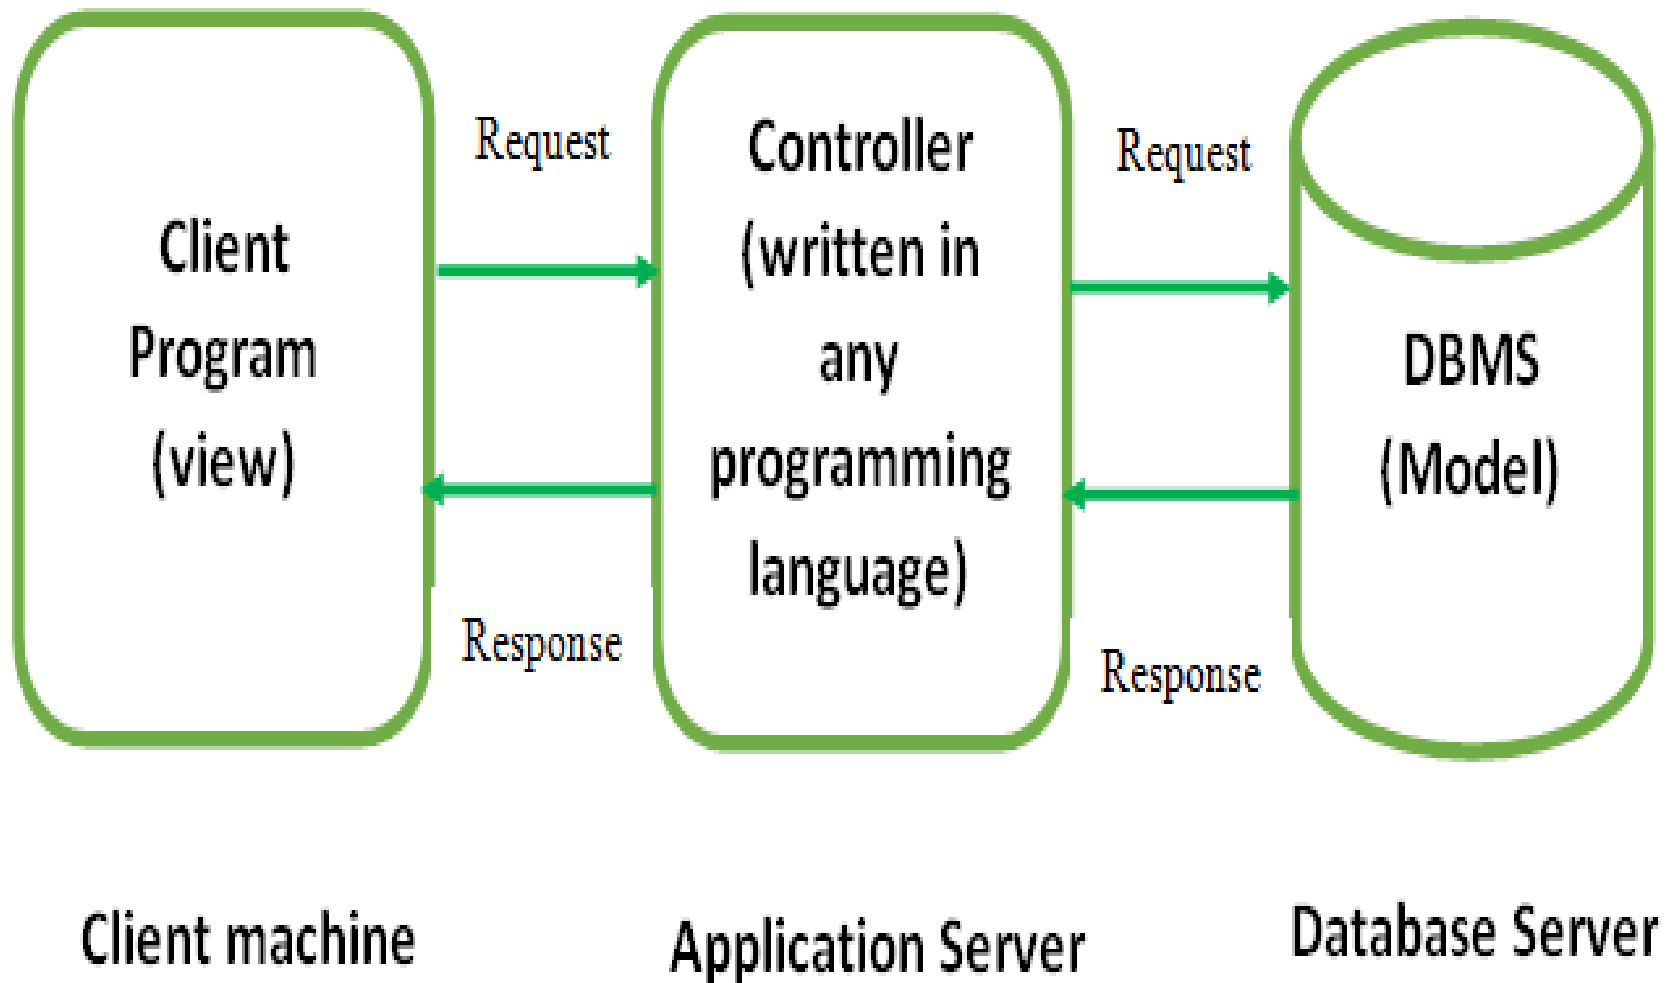 Client
Program
(view)
Request
Response
Controller
(written in
any
programming
language)
Request
Response
DBMS
(Model)
Client machine
Application Server
Database Server